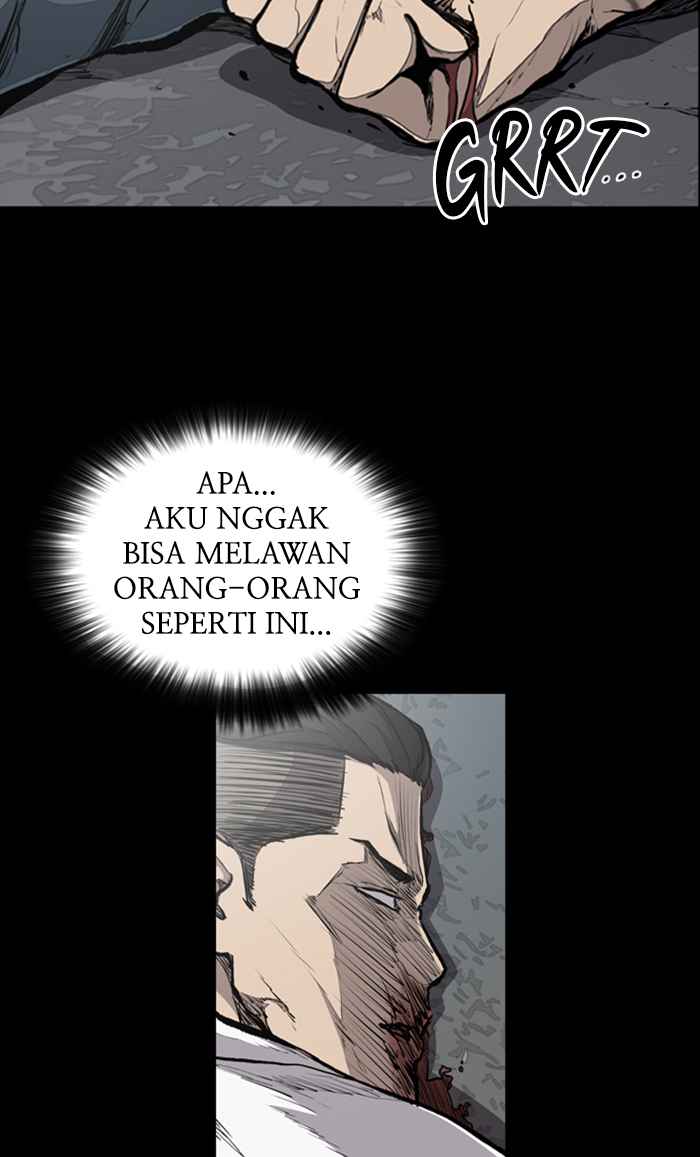 GRRT...
APA...
AKU NGGAK
BISA MELAWAN
ORANG-ORANG
SEPERTI INI...